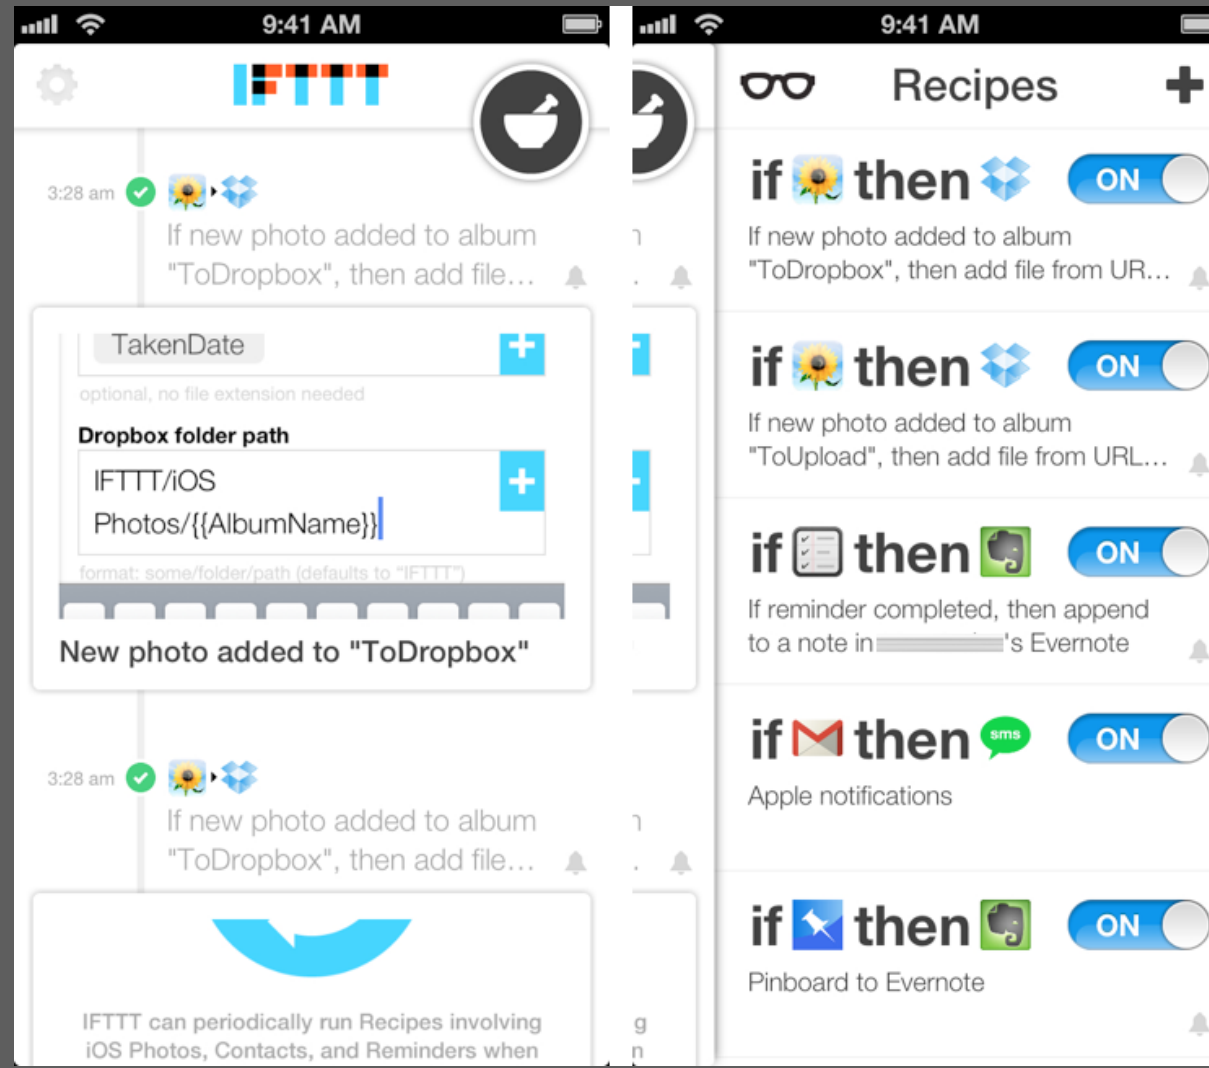 9:41 AM
IFTTT
3:28 am
If new photo added to album
"ToDropbox", then add file...
TakenDate
optional, no file extension needed
Dropbox folder path
IFTTT/iOS
Photos/{{AlbumName}}
format: some/folder/path (defaults to "IFTTT")
New photo added to "ToDropbox"
3:28 am
If new photo added to album
"ToDropbox", then add file...
IFTTT can periodically run Recipes involving
iOS Photos, Contacts, and Reminders when
9:41 AM
Recipes
if then ON
If new photo added to album
"ToDropbox", then add file from UR...
if then ON
If new photo added to album
"ToUpload", then add file from URL...
if then ON
If reminder completed, then append
to a note in 's Evernote
if then sms ON
Apple notifications
if then ON
Pinboard to Evernote